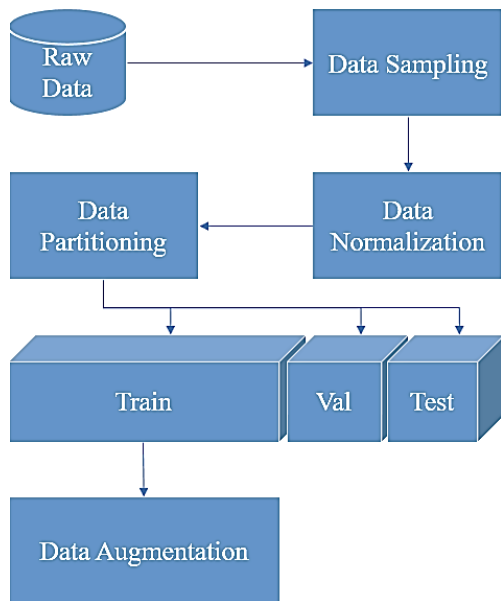 Raw
Data
Data Sampling
Data
Normalization
Data
Partitioning
Train
Val
Test
Data Augmentation